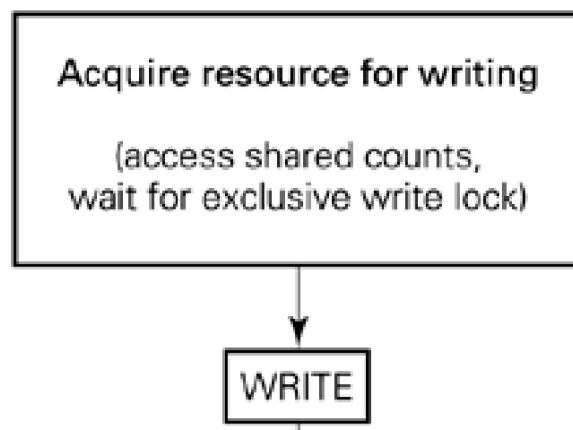 Acquire resource for writing
(access shared counts,
wait for exclusive write lock)
WRITE